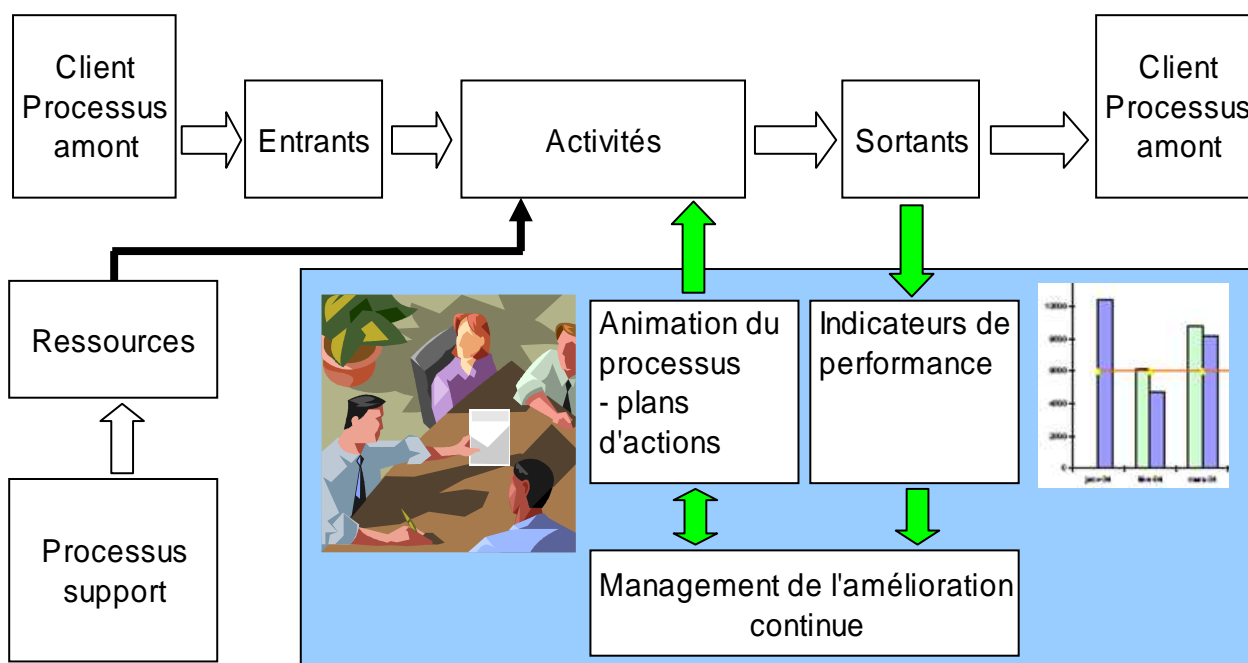 Client
Processus
amont
Entrants
Activités
Sortants
Client
Processus
amont
Ressources
Processus
support
Animation du
processus
- plans
d'actions
Indicateurs de
performance
Management de l'amélioration
continue